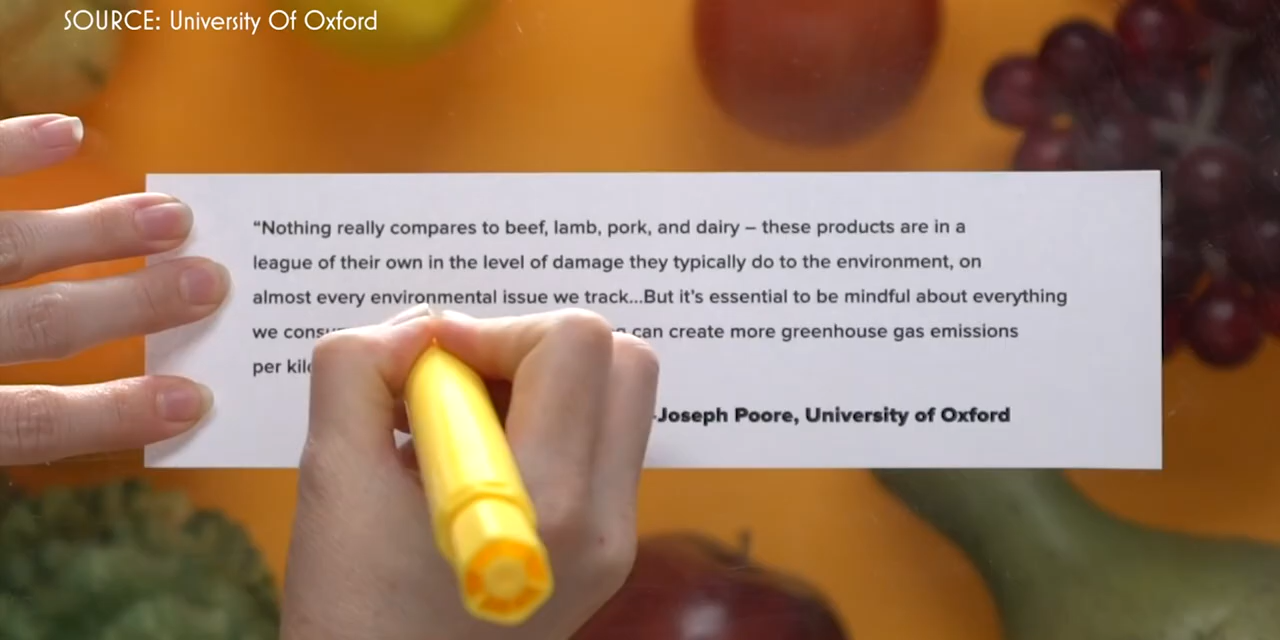 SOURCE: University Of Oxford
“Nothing really compares to beef, lamb, pork, and dairy – these products are in a
league of their own in the level of damage they typically do to the environment, on
almost every environmental issue we track...But it’s essential to be mindful about everything
we can create more greenhouse gas emissions
per
-Joseph Poore, University of Oxford